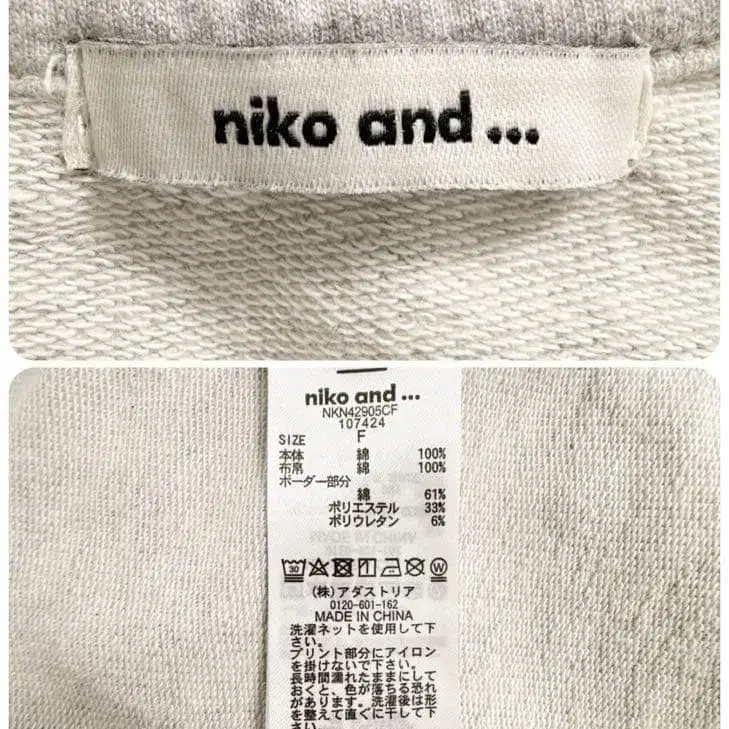 niko and ...
niko and ...
NKN42905CF
107424
SIZE F
本体 綿 100%
布帛 綿 100%
ボーダー部分
綿 61%
ポリエステル 33%
ポリウレタン 6%
MADE IN CHINA
30 W
(株)アダストリア
0120-601-162
MADE IN CHINA
洗濯ネットを使用して下
さい。
プリント部分にアイロン
を掛けないで下さい。
長時間濡れたままにして
おくと、色が落ちる恐れ
があります。洗濯後は形
を整えて直ぐに干して下
さい。